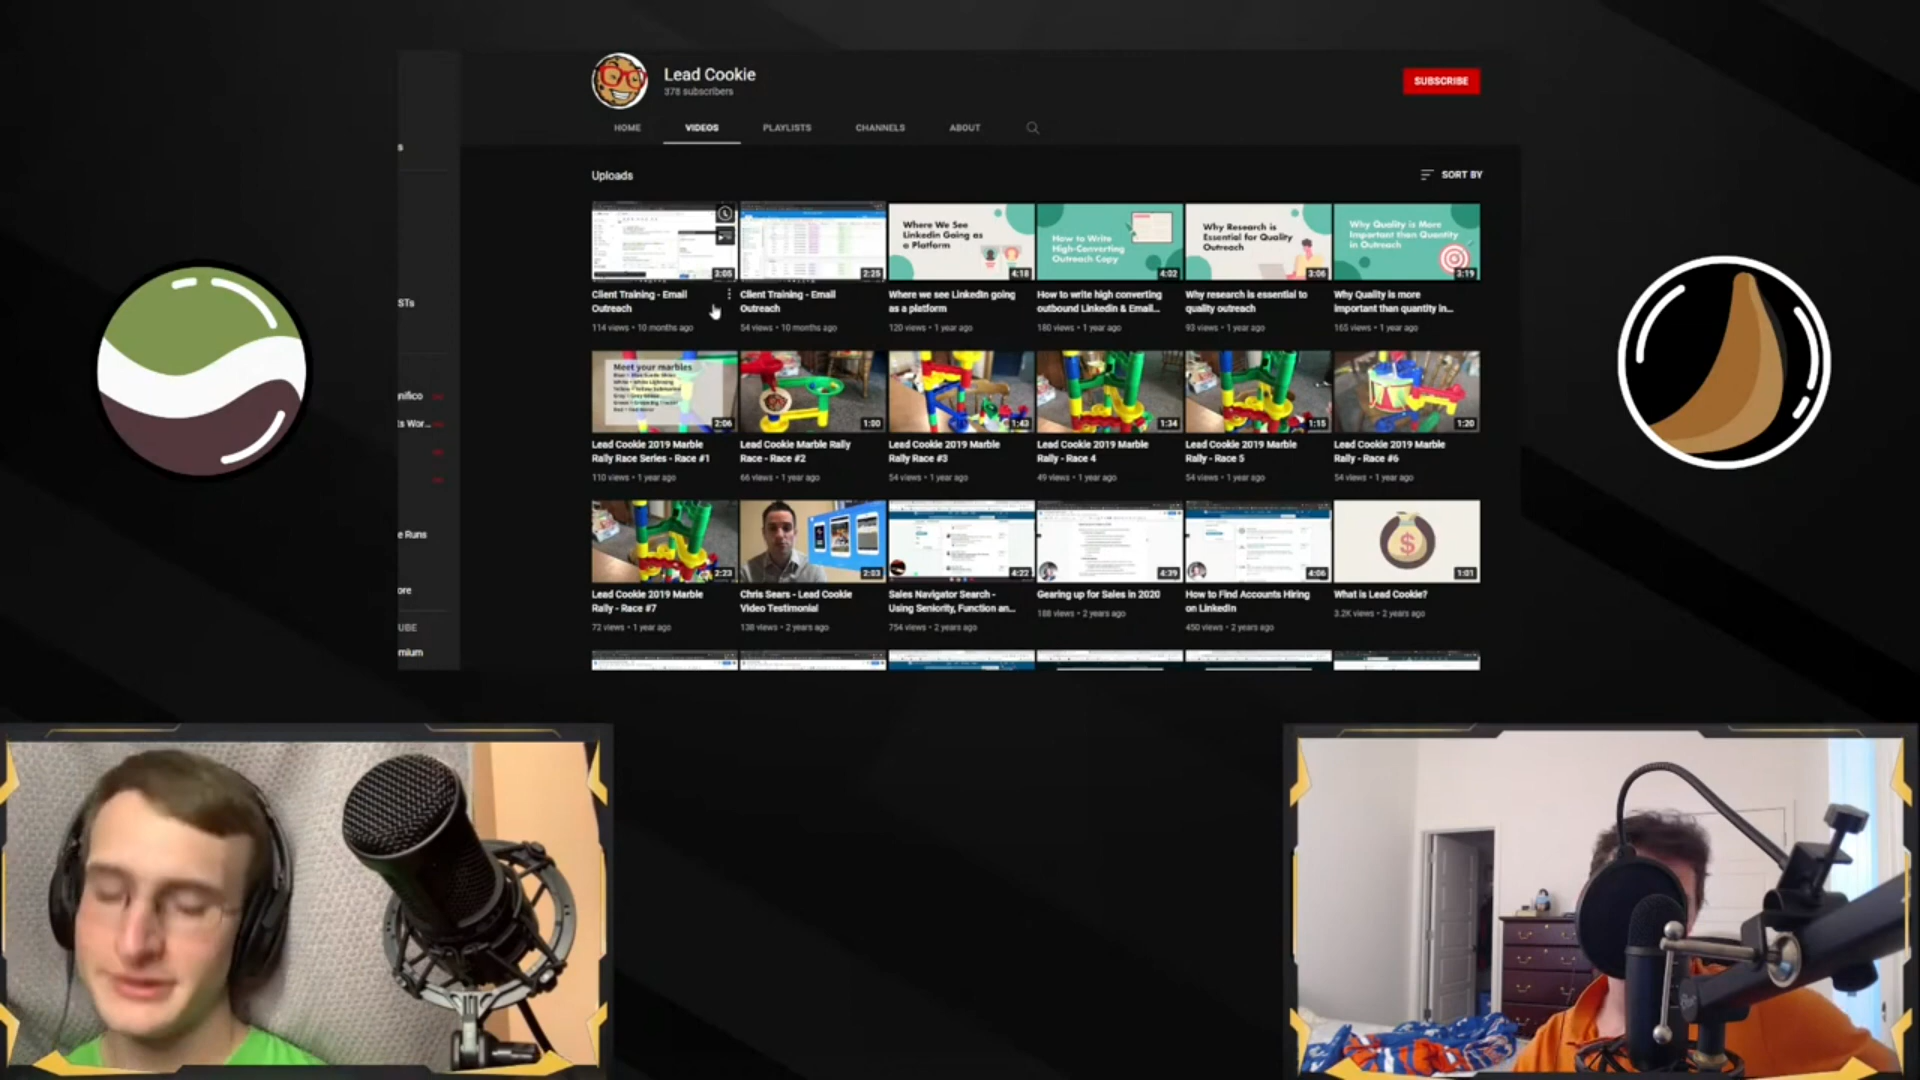 Lead Cookie
378 subscribers
SUBSCRIBE
HOME VIDEOS PLAYLISTS CHANNELS ABOUT
s
Uploads
SORT BY
Where We See
LinkedIn Going as
a Platform
How to Write
High-Converting
Outreach Copy
Why Research is
Essential for Quality
Outreach
Why Quality is More
Important than Quantity
in Outreach
3:05 2:25 4:18 4:02 3:06 3:19
STs
Client Training - Email
Outreach
114 views • 10 months ago
Client Training - Email
Outreach
54 views • 10 months ago
Where we see LinkedIn going
as a platform
120 views • 1 year ago
How to write high converting
outbound LinkedIn & Email...
180 views • 1 year ago
Why research is essential to
quality outreach
93 views • 1 year ago
Why Quality is more
important than quantity in...
165 views • 1 year ago
Meet your marbles
2:06 1:00 1:43 1:34 1:15 1:20
nifico
ts Wor...
Lead Cookie 2019 Marble
Rally Race Series - Race #1
110 views • 1 year ago
Lead Cookie Marble Rally
Race - Race #2
66 views • 1 year ago
Lead Cookie 2019 Marble
Rally Race #3
54 views • 1 year ago
Lead Cookie 2019 Marble
Rally - Race 4
49 views • 1 year ago
Lead Cookie 2019 Marble
Rally - Race 5
54 views • 1 year ago
Lead Cookie 2019 Marble
Rally - Race #6
54 views • 1 year ago
e Runs
2:23 2:03 4:22 4:39 4:06 1:01
$
ore
UBE
mium
Lead Cookie 2019 Marble
Rally - Race #7
72 views • 1 year ago
Chris Sears - Lead Cookie
Video Testimonial
138 views • 2 years ago
Sales Navigator Search -
Using Seniority, Function an...
754 views • 2 years ago
Gearing up for Sales in 2020
188 views • 2 years ago
How to Find Accounts Hiring
on LinkedIn
450 views • 2 years ago
What is Lead Cookie?
3.2K views • 2 years ago